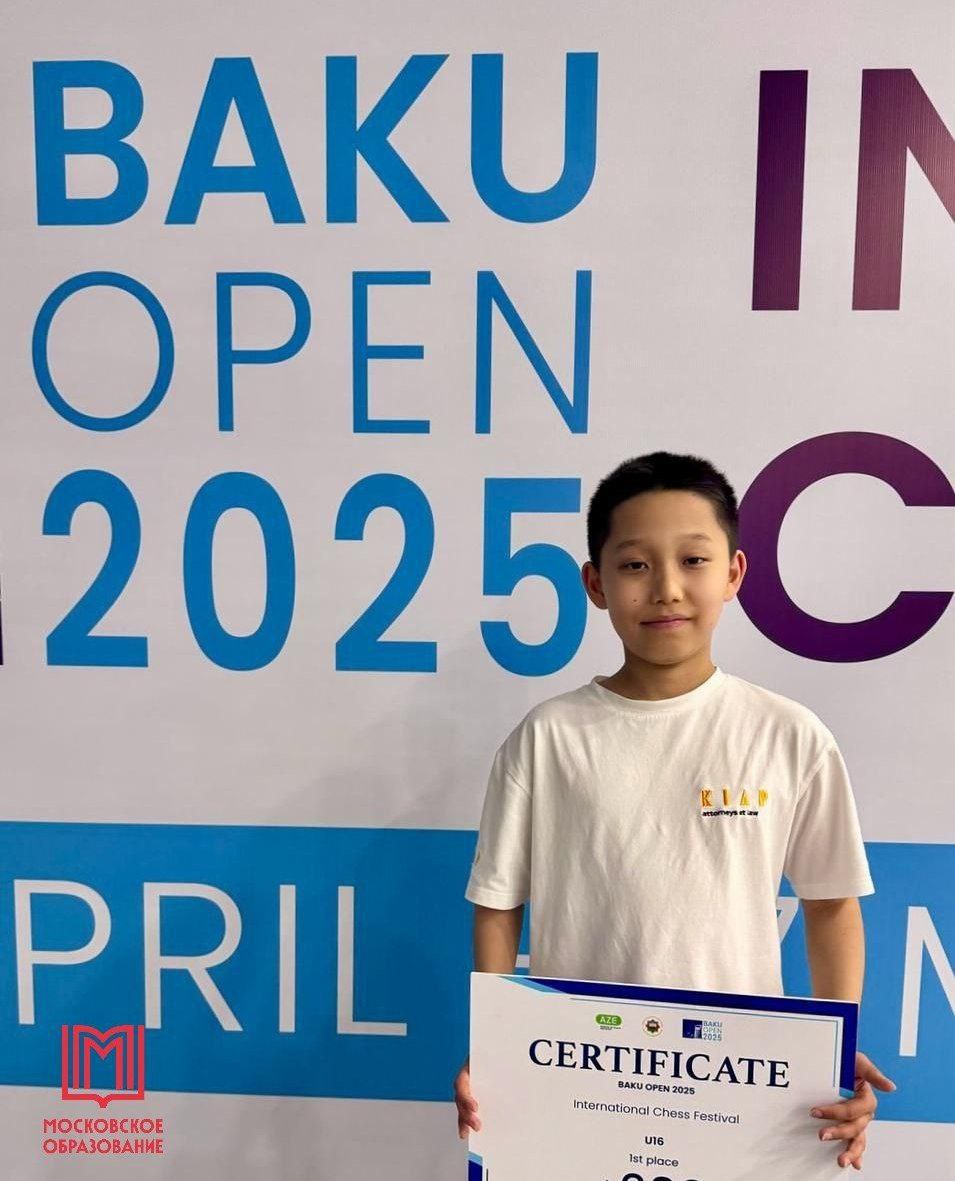 BAKU
OPEN
2025
IN
C
PRIL
KIAP
attorneys at law
AZE
BAKU
OPEN
2025
CERTIFICATE
BAKU OPEN 2025
International Chess Festival
U16
1st place
МОСКОВСКОЕ
ОБРАЗОВАНИЕ